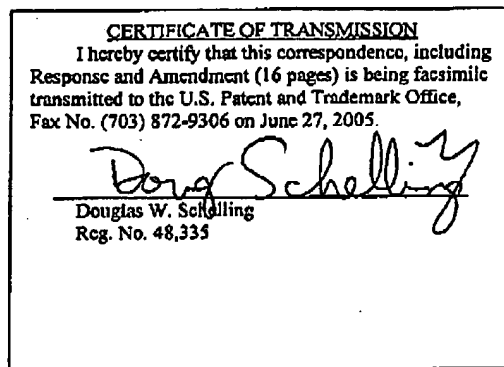 CERTIFICATE OF TRANSMISSION
I hereby certify that this correspondence, including
Response and Amendment (16 pages) is being facsimile
transmitted to the U.S. Patent and Trademark Office,
Fax No. (703) 872-9306 on June 27, 2005.
Doug Schelling
Douglas W. Schelling
Reg. No. 48,335